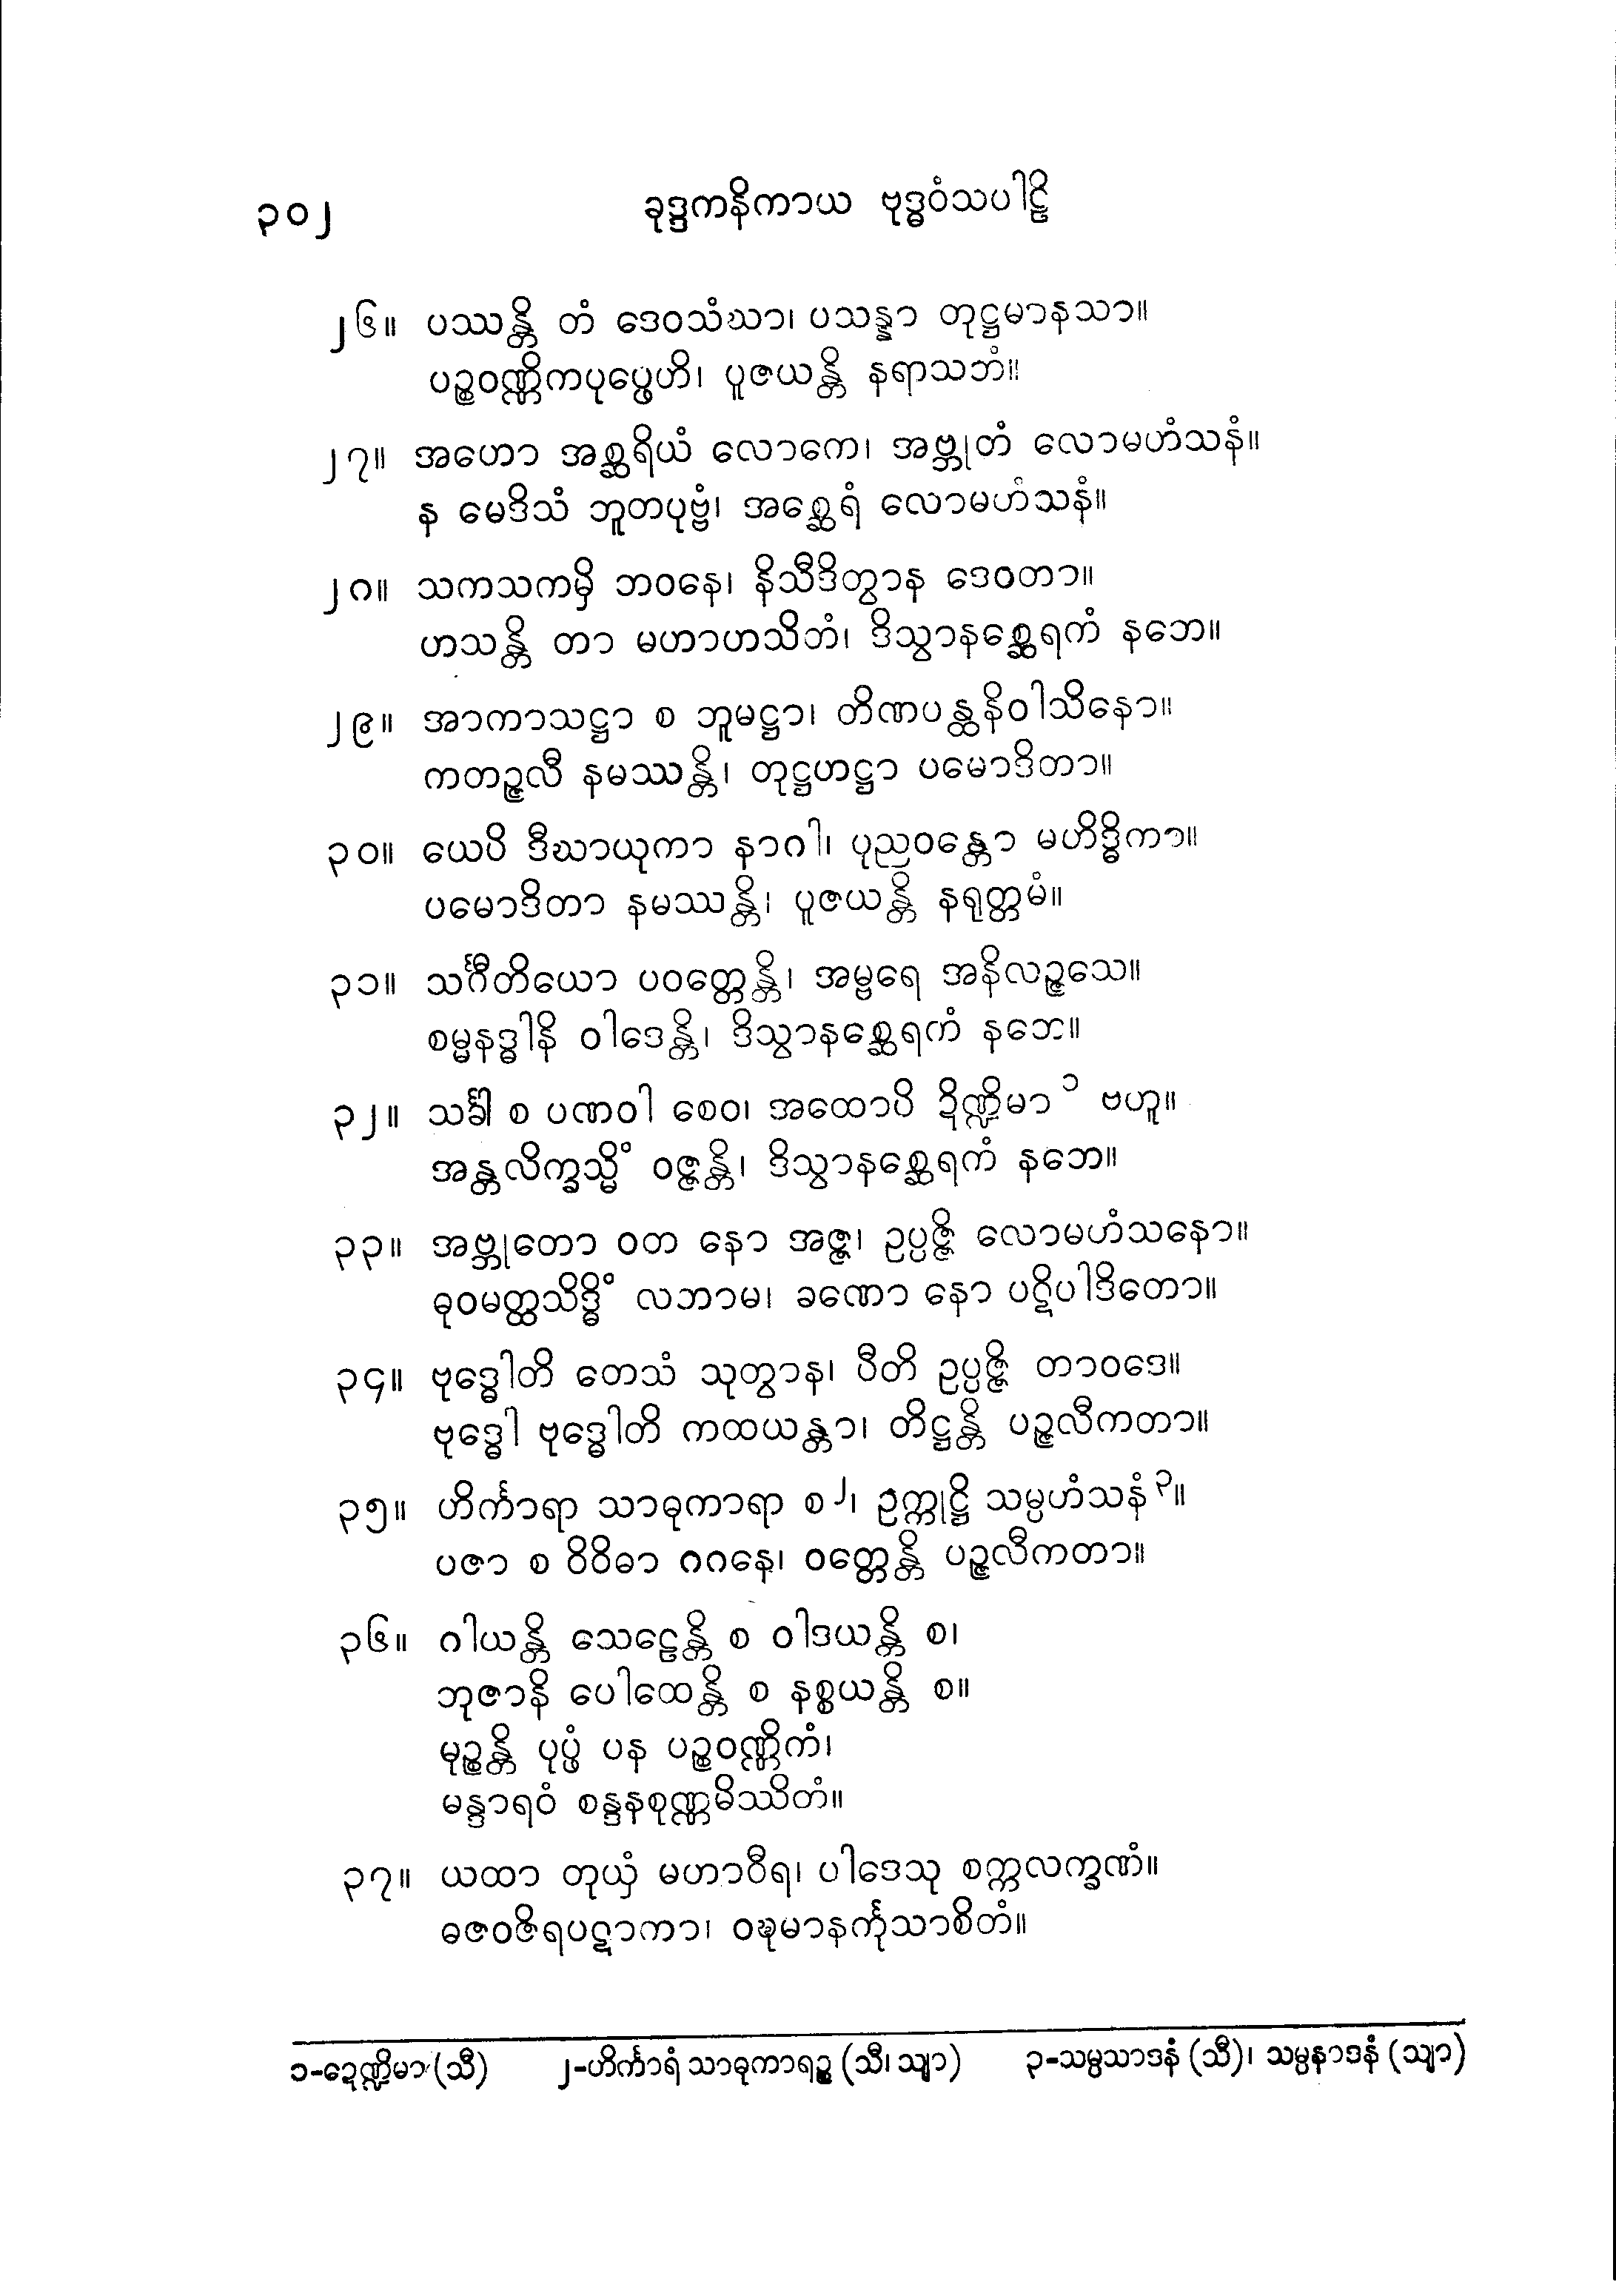 ၃၀၂ ခုဒ္ဒကနိကာယ ဗုဒ္ဓဝံသပါဠိ
၂၆။ ပဿန္တိ တံ ဒေဝသံဃာ၊ ပသန္နာ တုဋ္ဌမာနသာ။
ပဉ္စဝဏ္ဏိကပုပ္ဖေဟိ၊ ပူဇယန္တိ နရာသဘံ။
၂၇။ အဟော အစ္ဆရိယံ လောကေ၊ အဗ္ဘုတံ လောမဟံသနံ။
န မေဒိသံ ဘူတပုဗ္ဗံ၊ အစ္ဆေရံ လောမဟံသနံ။
၂၈။ သကသကမှိ ဘဝနေ၊ နိသီဒိတွာန ဒေဝတာ။
ဟသန္တိ တာ မဟာဟသိတံ၊ ဒိသွာနစ္ဆေရကံ နဘေ။
၂၉။ အာကာသဋ္ဌာ စ ဘူမဋ္ဌာ၊ တိဏပန္ထနိဝါသိနော။
ကတဉ္ဇလီ နမဿန္တိ၊ တုဋ္ဌဟဋ္ဌာ ပမောဒိတာ။
၃၀။ ယေပိ ဒီဃာယုကာ နာဂါ၊ ပုညဝန္တော မဟိဒ္ဓိကာ။
ပမောဒိတာ နမဿန္တိ၊ ပူဇယန္တိ နရုတ္တမံ။
၃၁။ သင်္ဂီတိယော ပဝတ္တေန္တိ၊ အမ္ဗရေ အနိလဉ္ဇသေ။
စမ္မနဒ္ဓါနိ ဝါဒေန္တိ၊ ဒိသွာနစ္ဆေရကံ နဘေ။
၃၂။ သင်္ခါ စ ပဏဝါ စေဝ၊ အထောပိ ဍိဏ္ဍိမာ ၁ ဗဟူ။
အန္တလိက္ခသ္မိံ ဝဇ္ဇန္တိ၊ ဒိသွာနစ္ဆေရကံ နဘေ။
၃၃။ အဗ္ဘုတော ဝတ နော အဇ္ဇ၊ ဥပ္ပဇ္ဇိ လောမဟံသနော။
ဓုဝမတ္ထသိဒ္ဓိံ လဘာမ၊ ခဏော နော ပဋိပါဒိတော။
၃၄။ ဗုဒ္ဓေါတိ တေသံ သုတွာန၊ ပီတိ ဥပ္ပဇ္ဇိ တာဝဒေ။
ဗုဒ္ဓေါ ဗုဒ္ဓေါတိ ကထယန္တာ၊ တိဋ္ဌန္တိ ပဉ္ဇလီကတာ။
၃၅။ ဟိင်္ကာရာ သာဓုကာရာ စ ၂၊ ဥက္ကုဋ္ဌိ သမ္ပဟံသနံ ၃။
ပဇာ စ ဝိဝိဓာ ဂဂနေ၊ ဝတ္တေန္တိ ပဉ္ဇလီကတာ။
၃၆။ ဂါယန္တိ သေဠေန္တိ စ ဝါဒယန္တိ စ၊
ဘုဇာနိ ပေါထေန္တိ စ နစ္စယန္တိ စ။
မုဉ္စန္တိ ပုပ္ဖံ ပန ပဉ္စဝဏ္ဏိကံ၊
မန္ဒာရဝံ စန္ဒနစုဏ္ဏမိဿိတံ။
၃၇။ ယထာ တုယှံ မဟာဝီရ၊ ပါဒေသု စက္ကလက္ခဏံ။
ဓဇဝဇိရပဋာကာ၊ ဝဍ္ဎမာနင်္ကုသာစိတံ။
၁-ဍေဏ္ဍိမာ (သီ) ၂-ဟိင်္ကာရံ သာဓုကာရဉ္စ (သီ၊ သျာ) ၃-သမ္ပသာဒနံ (သီ)၊ သမ္ပနာဒနံ (သျာ)